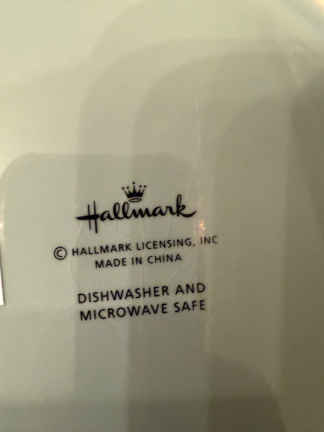 Hallmark
© HALLMARK LICENSING, INC
MADE IN CHINA
DISHWASHER AND
MICROWAVE SAFE